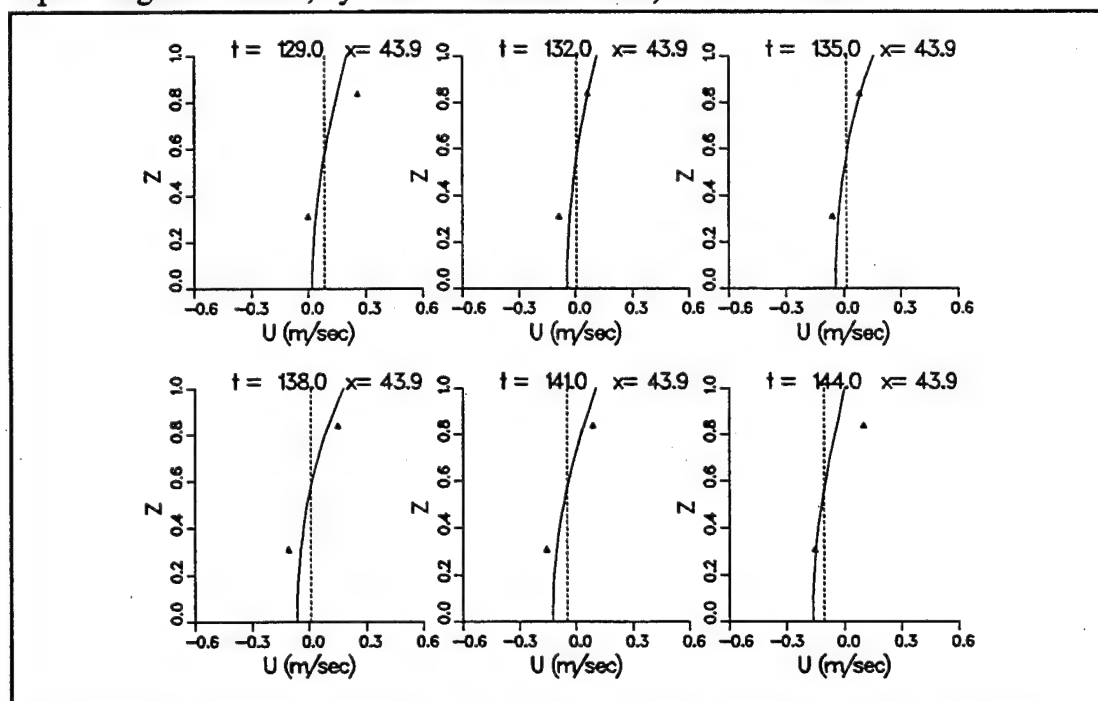 t = 129.0 x= 43.9
1.0
0.8
0.6
0.4
0.2
0.0
Z
-0.6 -0.3 0.0 0.3 0.6
U (m/sec)
t = 132.0 x= 43.9
1.0
0.8
0.6
0.4
0.2
0.0
Z
-0.6 -0.3 0.0 0.3 0.6
U (m/sec)
t = 135.0 x= 43.9
1.0
0.8
0.6
0.4
0.2
0.0
Z
-0.6 -0.3 0.0 0.3 0.6
U (m/sec)
t = 138.0 x= 43.9
1.0
0.8
0.6
0.4
0.2
0.0
Z
-0.6 -0.3 0.0 0.3 0.6
U (m/sec)
t = 141.0 x= 43.9
1.0
0.8
0.6
0.4
0.2
0.0
Z
-0.6 -0.3 0.0 0.3 0.6
U (m/sec)
t = 144.0 x= 43.9
1.0
0.8
0.6
0.4
0.2
0.0
Z
-0.6 -0.3 0.0 0.3 0.6
U (m/sec)